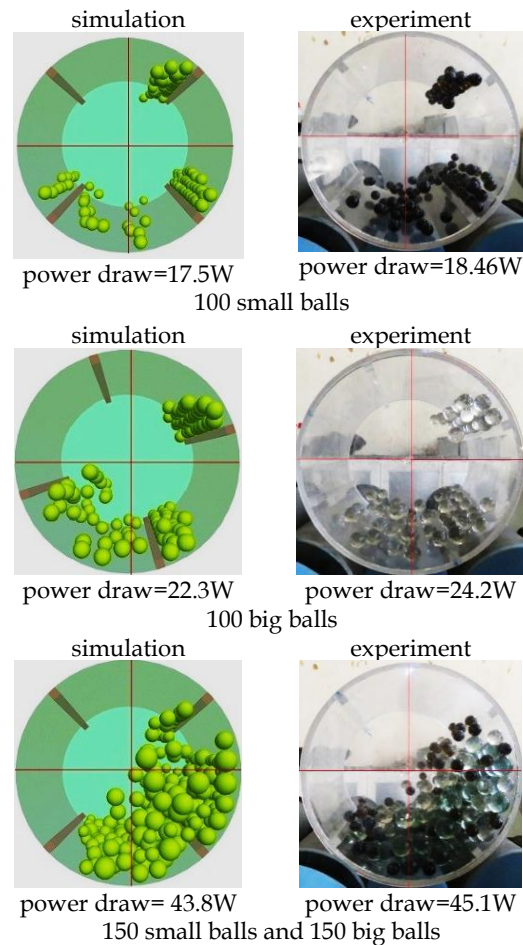 simulation experiment
power draw=17.5W power draw=18.46W
100 small balls
simulation experiment
power draw=22.3W power draw=24.2W
100 big balls
simulation experiment
power draw= 43.8W power draw=45.1W
150 small balls and 150 big balls